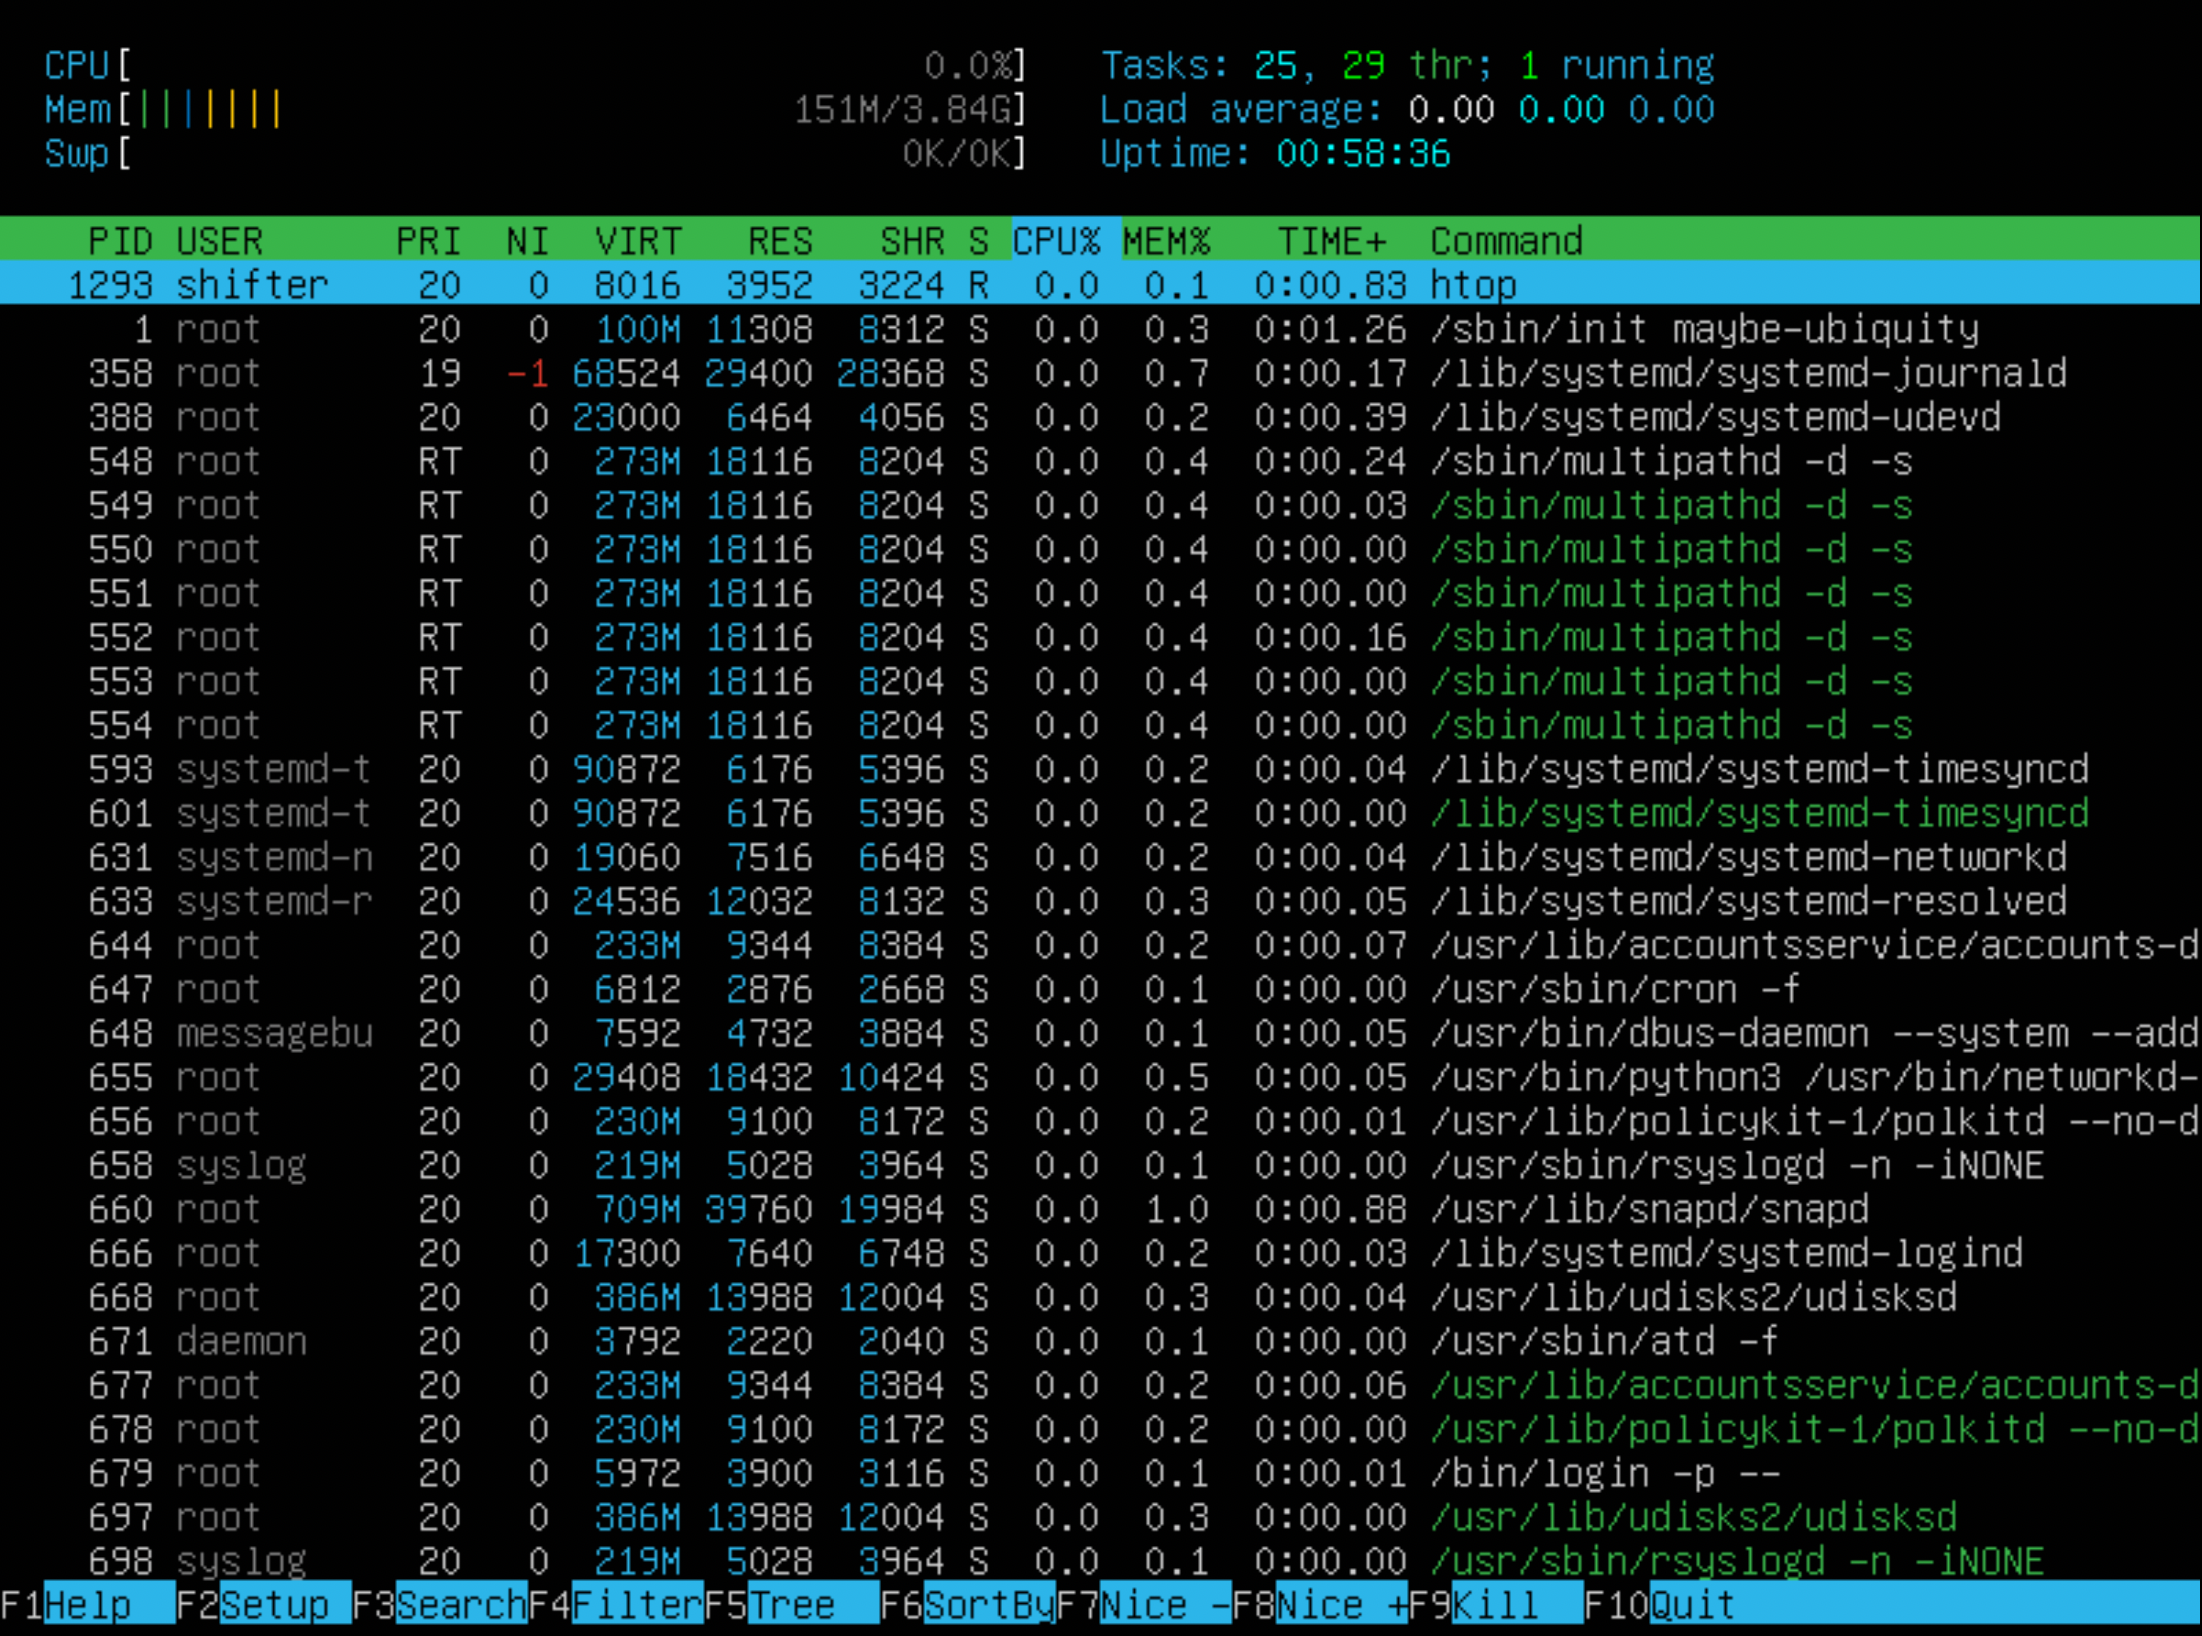 CPU[ 0.0%] Tasks: 25, 29 thr; 1 running
Mem[||||||| 151M/3.84G] Load average: 0.00 0.00 0.00
Swp[ 0K/0K] Uptime: 00:58:36
PID USER PRI NI VIRT RES SHR S CPU% MEM% TIME+ Command
1293 shifter 20 0 8016 3952 3224 R 0.0 0.1 0:00.83 htop
1 root 20 0 100M 11308 8312 S 0.0 0.3 0:01.26 /sbin/init maybe-ubiquity
358 root 19 -1 68524 29400 28368 S 0.0 0.7 0:00.17 /lib/systemd/systemd-journald
388 root 20 0 23000 6464 4056 S 0.0 0.2 0:00.39 /lib/systemd/systemd-udevd
548 root RT 0 273M 18116 8204 S 0.0 0.4 0:00.24 /sbin/multipathd -d -s
549 root RT 0 273M 18116 8204 S 0.0 0.4 0:00.03 /sbin/multipathd -d -s
550 root RT 0 273M 18116 8204 S 0.0 0.4 0:00.00 /sbin/multipathd -d -s
551 root RT 0 273M 18116 8204 S 0.0 0.4 0:00.00 /sbin/multipathd -d -s
552 root RT 0 273M 18116 8204 S 0.0 0.4 0:00.16 /sbin/multipathd -d -s
553 root RT 0 273M 18116 8204 S 0.0 0.4 0:00.00 /sbin/multipathd -d -s
554 root RT 0 273M 18116 8204 S 0.0 0.4 0:00.00 /sbin/multipathd -d -s
593 systemd-t 20 0 90872 6176 5396 S 0.0 0.2 0:00.04 /lib/systemd/systemd-timesyncd
601 systemd-t 20 0 90872 6176 5396 S 0.0 0.2 0:00.00 /lib/systemd/systemd-timesyncd
631 systemd-n 20 0 19060 7516 6648 S 0.0 0.2 0:00.04 /lib/systemd/systemd-networkd
633 systemd-r 20 0 24536 12032 8132 S 0.0 0.3 0:00.05 /lib/systemd/systemd-resolved
644 root 20 0 233M 9344 8384 S 0.0 0.2 0:00.07 /usr/lib/accountsservice/accounts-d
647 root 20 0 6812 2876 2668 S 0.0 0.1 0:00.00 /usr/sbin/cron -f
648 messagebu 20 0 7592 4732 3884 S 0.0 0.1 0:00.05 /usr/bin/dbus-daemon --system --add
655 root 20 0 29408 18432 10424 S 0.0 0.5 0:00.05 /usr/bin/python3 /usr/bin/networkd-
656 root 20 0 230M 9100 8172 S 0.0 0.2 0:00.01 /usr/lib/policykit-1/polkitd --no-d
658 syslog 20 0 219M 5028 3964 S 0.0 0.1 0:00.00 /usr/sbin/rsyslogd -n -iNONE
660 root 20 0 709M 39760 19984 S 0.0 1.0 0:00.88 /usr/lib/snapd/snapd
666 root 20 0 17300 7640 6748 S 0.0 0.2 0:00.03 /lib/systemd/systemd-logind
668 root 20 0 386M 13988 12004 S 0.0 0.3 0:00.04 /usr/lib/udisks2/udisksd
671 daemon 20 0 3792 2220 2040 S 0.0 0.1 0:00.00 /usr/sbin/atd -f
677 root 20 0 233M 9344 8384 S 0.0 0.2 0:00.06 /usr/lib/accountsservice/accounts-d
678 root 20 0 230M 9100 8172 S 0.0 0.2 0:00.00 /usr/lib/policykit-1/polkitd --no-d
679 root 20 0 5972 3900 3116 S 0.0 0.1 0:00.01 /bin/login -p --
697 root 20 0 386M 13988 12004 S 0.0 0.3 0:00.00 /usr/lib/udisks2/udisksd
698 syslog 20 0 219M 5028 3964 S 0.0 0.1 0:00.00 /usr/sbin/rsyslogd -n -iNONE
F1Help F2Setup F3SearchF4FilterF5Tree F6SortByF7Nice -F8Nice +F9Kill F10Quit